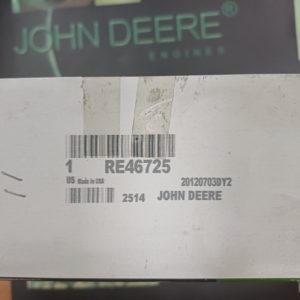 JOHN DEERE®
ENGINES
1 RE46725
US Made in USA 20120703DY2
2514 JOHN DEERE